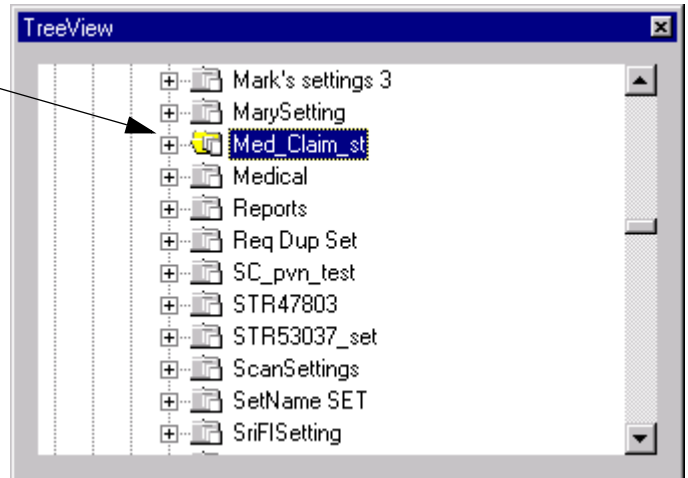 TreeView
Mark's settings 3
MarySetting
Med_Claim_st
Medical
Reports
Req Dup Set
SC_pvn_test
STR47803
STR53037_set
ScanSettings
SetName SET
SriFISetting